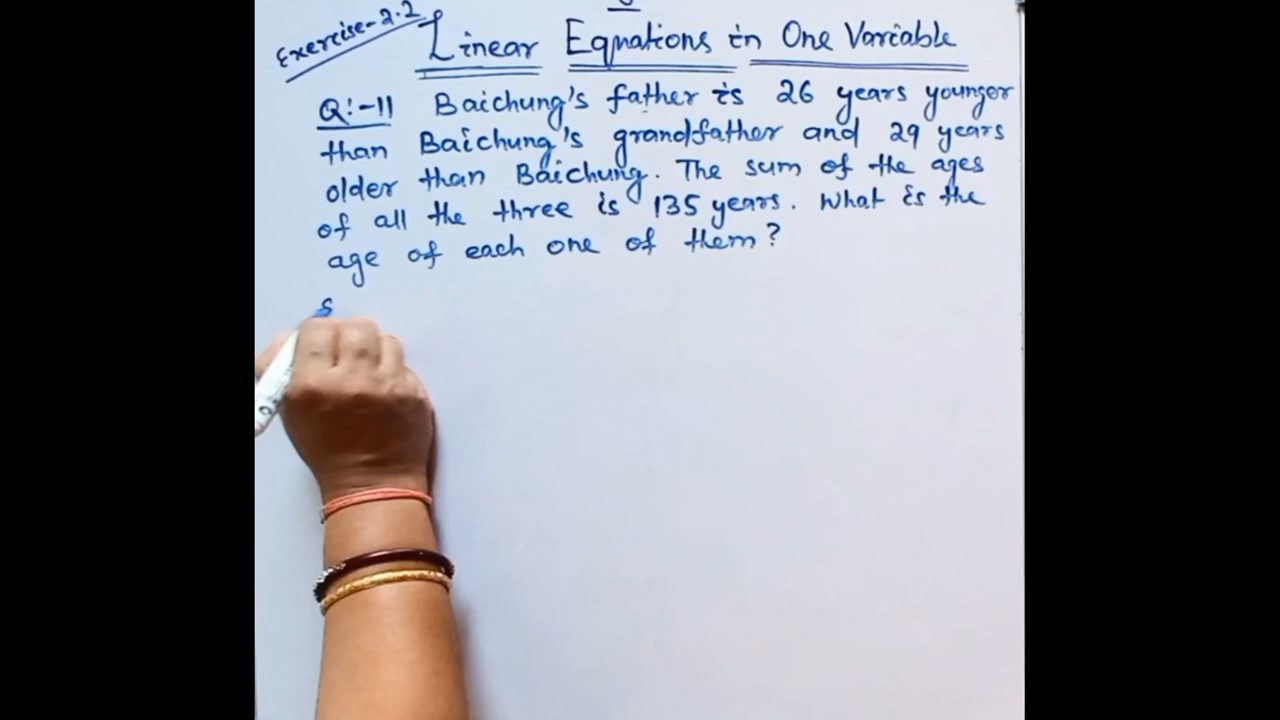 Exercise-2.2
Linear Equations in One Variable
Q:-11 Baichung's father is 26 years younger
than Baichung's grandfather and 29 years
older than Baichung. The sum of the ages
of all the three is 135 years. What is the
age of each one of them?
S